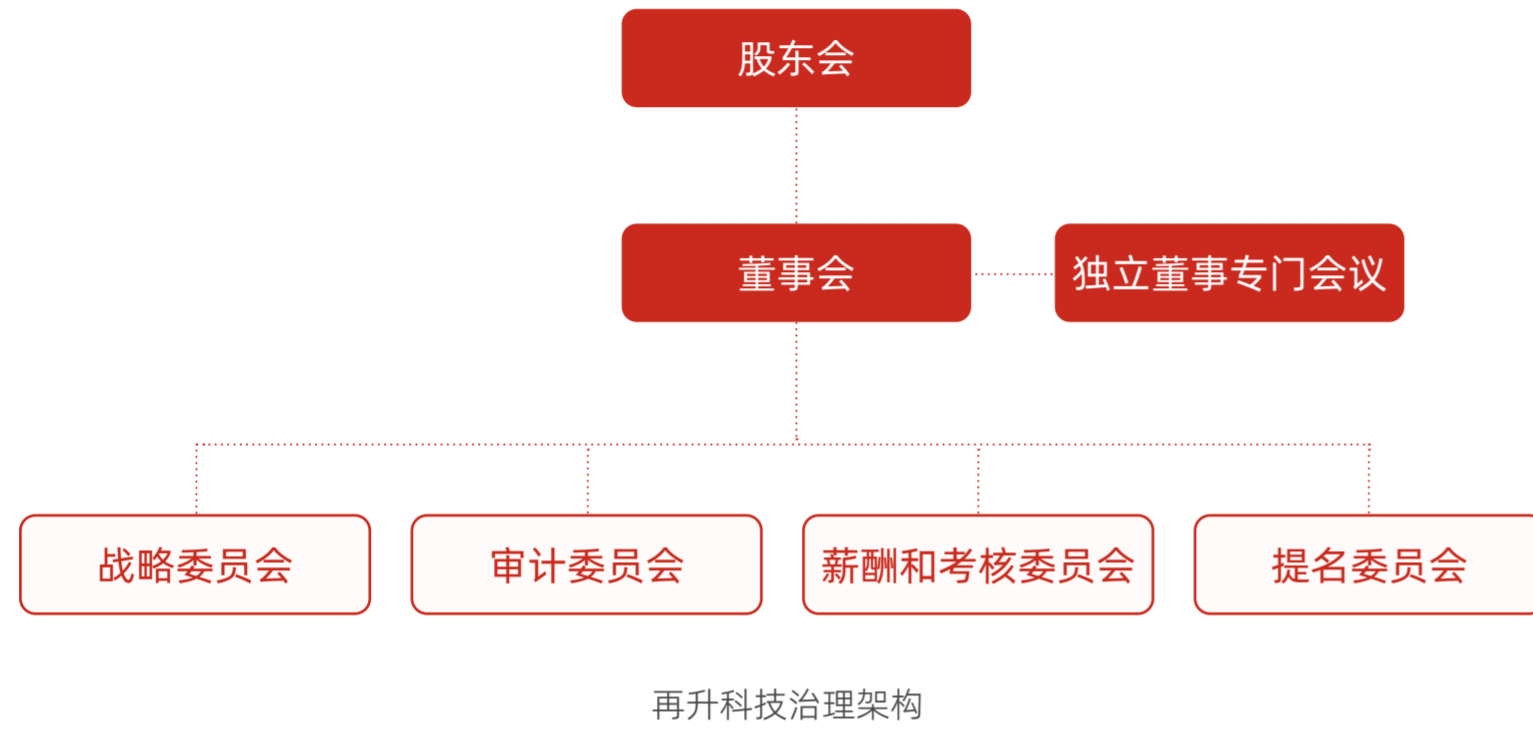 股东会
董事会
独立董事专门会议
战略委员会
审计委员会
薪酬和考核委员会
提名委员会
再升科技治理架构